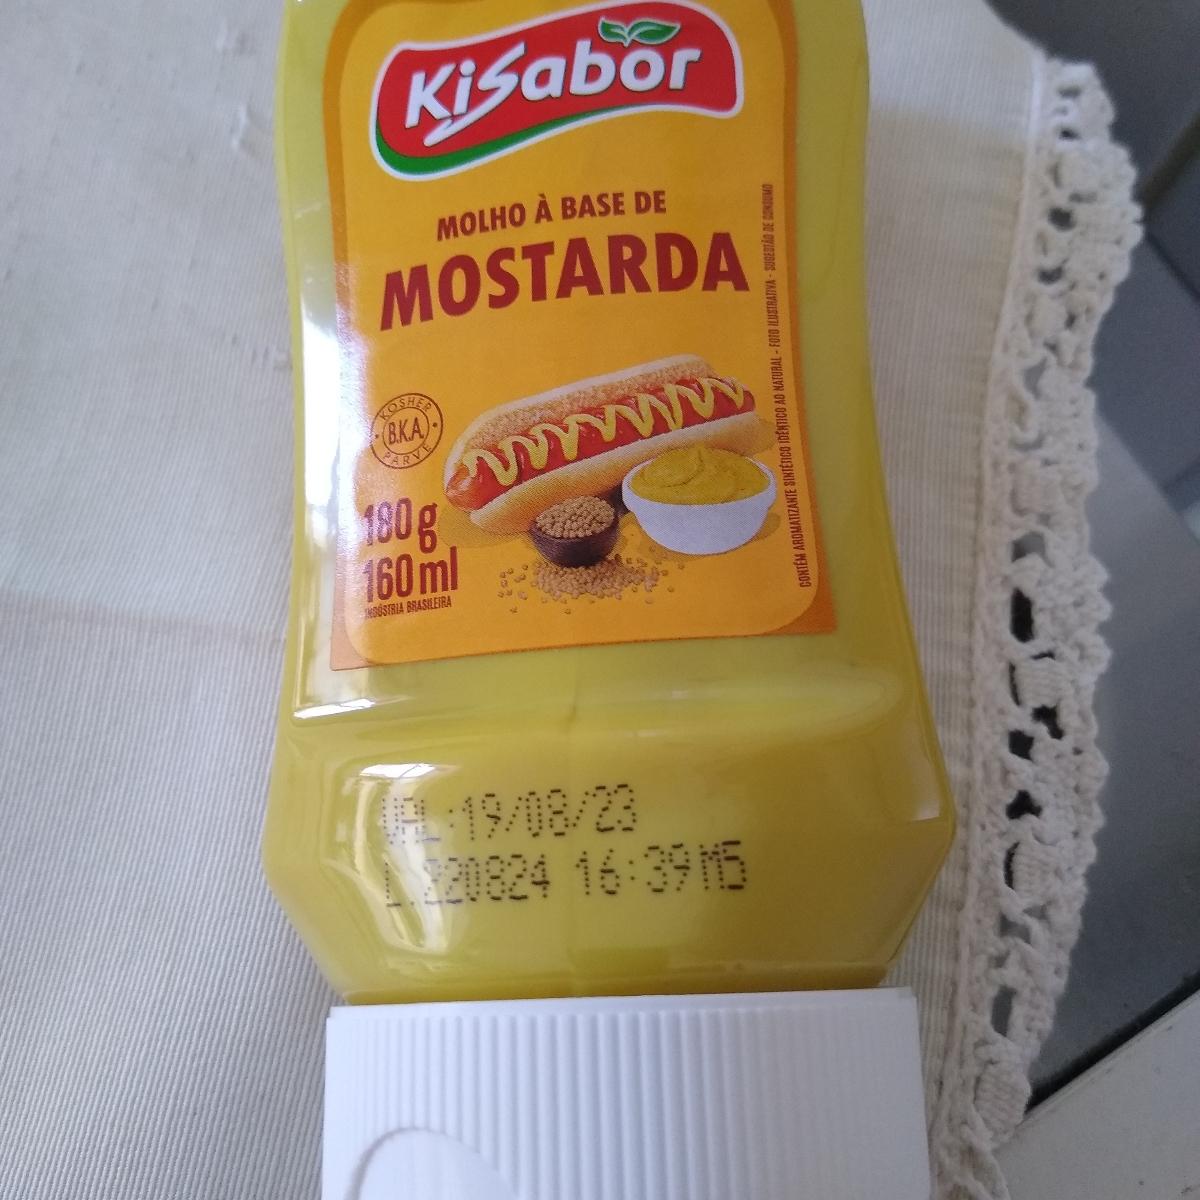 KiSabor
MOLHO À BASE DE
MOSTARDA
KOSHER
B.K.A.
PARVE
180g
160ml
INDÚSTRIA BRASILEIRA
CONTÉM AROMATIZANTE SINTÉTICO IDÊNTICO AO NATURAL - FOTO ILUSTRATIVA - SUGESTÃO DE CONSUMO
VAL:19/08/23
L.220824 16:39M5